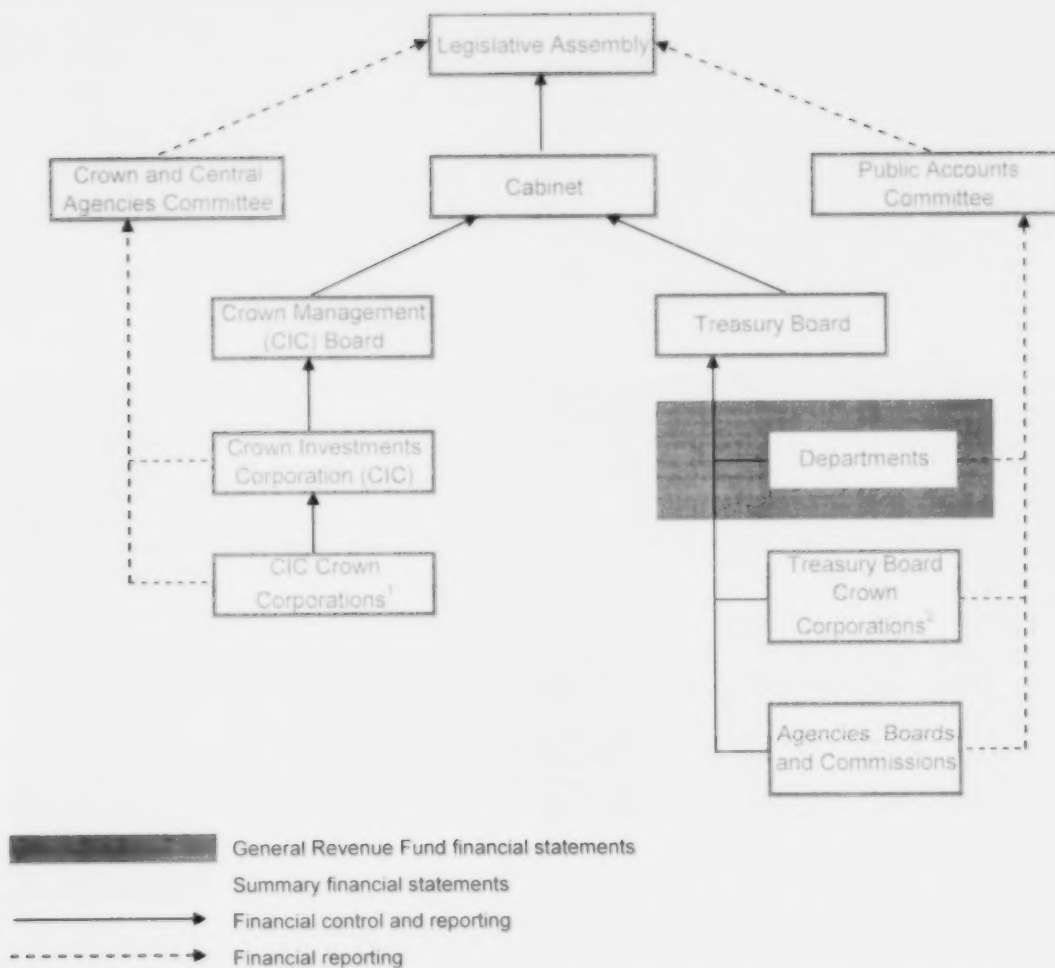 Legislative Assembly
Crown and Central
Agencies Committee
Cabinet
Public Accounts
Committee
Crown Management
(CIC) Board
Treasury Board
Crown Investments
Corporation (CIC)
Departments
CIC Crown
Corporations¹
Treasury Board
Crown
Corporations²
Agencies Boards
and Commissions
General Revenue Fund financial statements
Summary financial statements
Financial control and reporting
Financial reporting